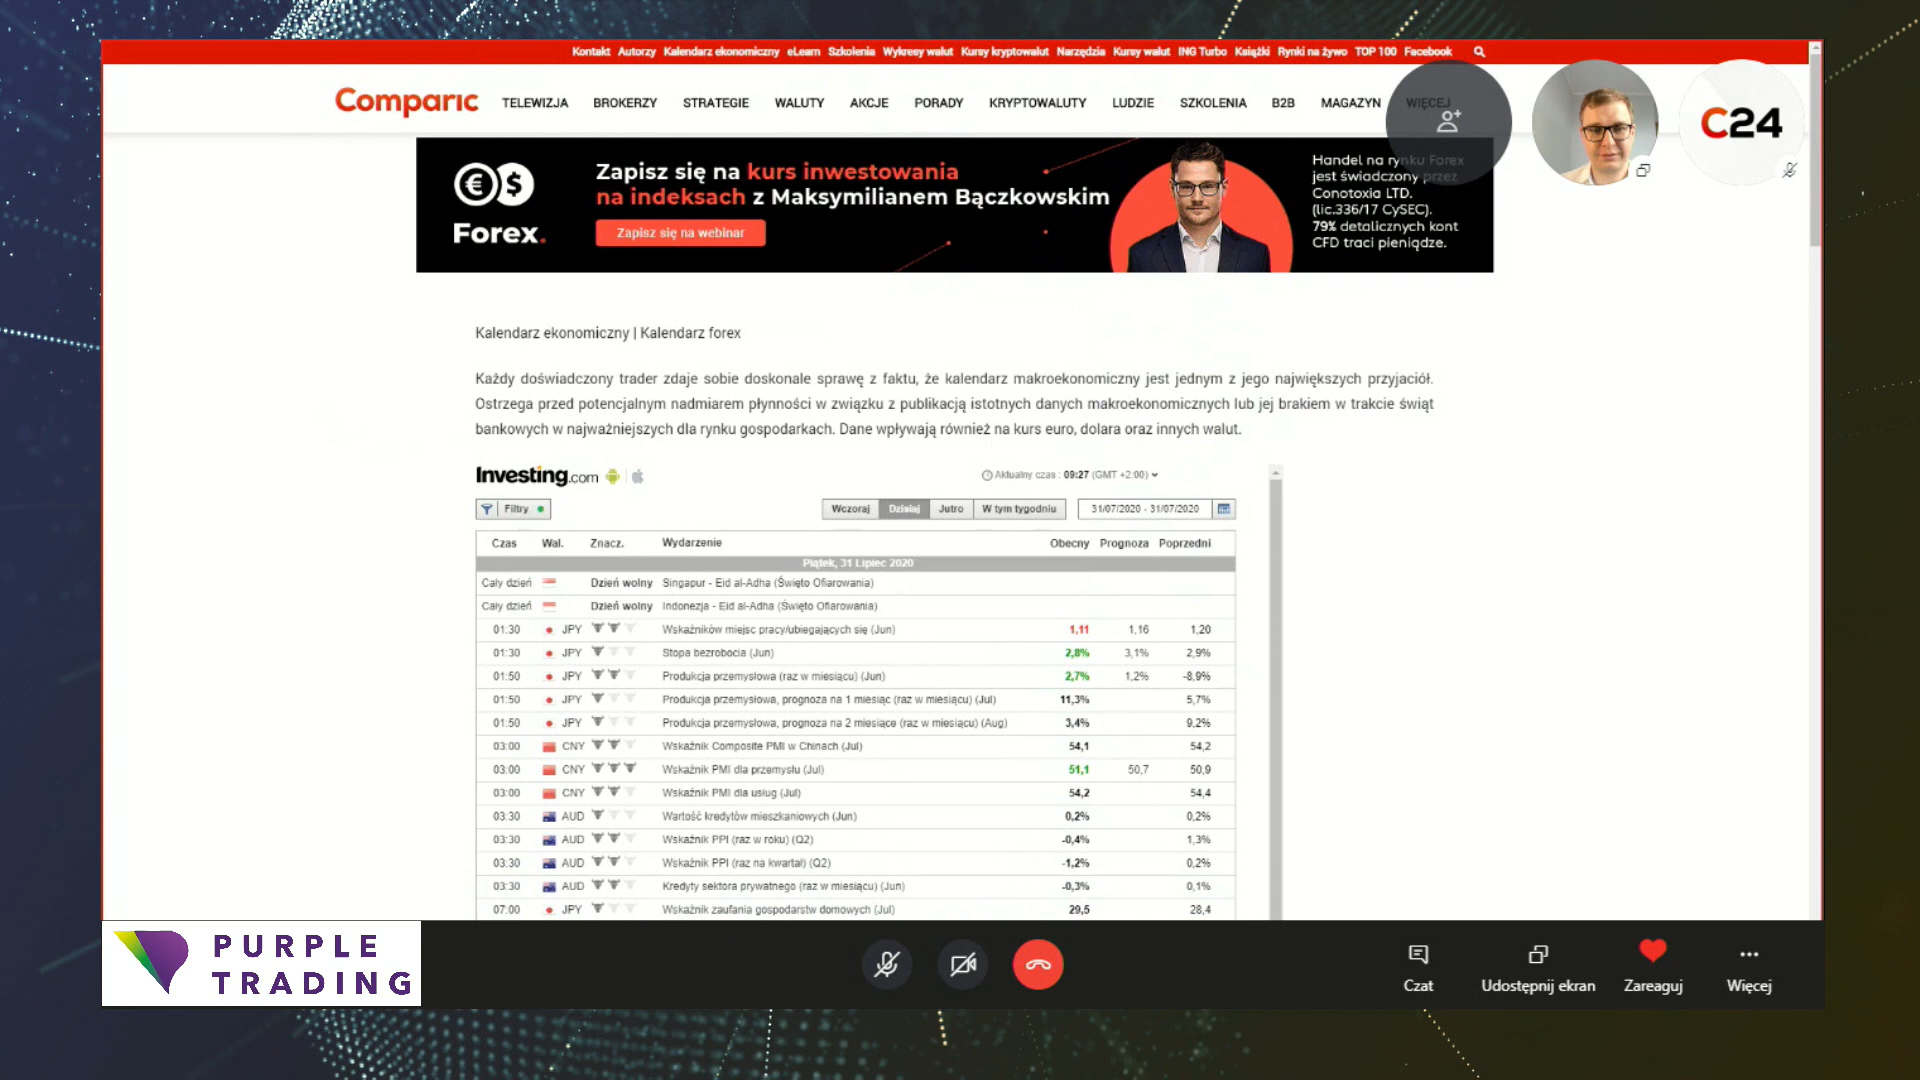 Kontakt Autorzy Kalendarz ekonomiczny eLearn Szkolenia Wykresy walut Kursy kryptowalut Narzędzia Kursy walut ING Turbo Książki Rynki na żywo TOP 100 Facebook
Comparic TELEWIZJA BROKERZY STRATEGIE WALUTY AKCJE PORADY KRYPTOWALUTY LUDZIE SZKOLENIA B2B MAGAZYN WIĘCEJ
C24
€ $
Forex.
Zapisz się na kurs inwestowania
na indeksach z Maksymilianem Bączkowskim
Zapisz się na webinar
Handel na rynku Forex
jest świadczony przez
Conotoxia LTD.
(lic.336/17 CySEC).
79% detalicznych kont
CFD traci pieniądze.
Kalendarz ekonomiczny | Kalendarz forex
Każdy doświadczony trader zdaje sobie doskonale sprawę z faktu, że kalendarz makroekonomiczny jest jednym z jego największych przyjaciół.
Ostrzega przed potencjalnym nadmiarem płynności w związku z publikacją istotnych danych makroekonomicznych lub jej brakiem w trakcie świąt
bankowych w najważniejszych dla rynku gospodarkach. Dane wpływają również na kurs euro, dolara oraz innych walut.
Investing.com
Aktualny czas : 09:27 (GMT +2:00)
Filtry
Wczoraj Dzisiaj Jutro W tym tygodniu 31/07/2020 - 31/07/2020
Czas Wal. Znacz. Wydarzenie Obecny Prognoza Poprzedni
Piątek, 31 Lipiec 2020
Cały dzień Dzień wolny Singapur - Eid al-Adha (Święto Ofiarowania)
Cały dzień Dzień wolny Indonezja - Eid al-Adha (Święto Ofiarowania)
01:30 JPY Wskaźników miejsc pracy/ubiegających się (Jun) 1,11 1,16 1,20
01:30 JPY Stopa bezrobocia (Jun) 2,8% 3,1% 2,9%
01:50 JPY Produkcja przemysłowa (raz w miesiącu) (Jun) 2,7% 1,2% -8,9%
01:50 JPY Produkcja przemysłowa, prognoza na 1 miesiąc (raz w miesiącu) (Jul) 11,3% 5,7%
01:50 JPY Produkcja przemysłowa, prognoza na 2 miesiące (raz w miesiącu) (Aug) 3,4% 9,2%
03:00 CNY Wskaźnik Composite PMI w Chinach (Jul) 54,1 54,2
03:00 CNY Wskaźnik PMI dla przemysłu (Jul) 51,1 50,7 50,9
03:00 CNY Wskaźnik PMI dla usług (Jul) 54,2 54,4
03:30 AUD Wartość kredytów mieszkaniowych (Jun) 0,2% 0,2%
03:30 AUD Wskaźnik PPI (raz w roku) (Q2) -0,4% 1,3%
03:30 AUD Wskaźnik PPI (raz na kwartał) (Q2) -1,2% 0,2%
03:30 AUD Kredyty sektora prywatnego (raz w miesiącu) (Jun) -0,3% 0,1%
07:00 JPY Wskaźnik zaufania gospodarstw domowych (Jul) 29,5 28,4
PURPLE
TRADING
Czat Udostępnij ekran Zareaguj Więcej